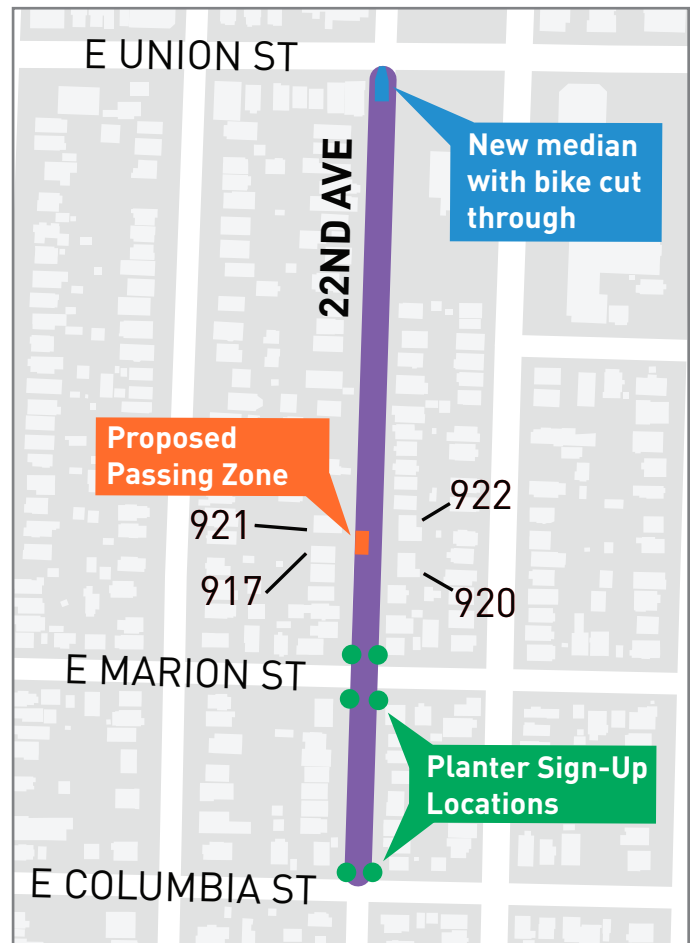 E UNION ST
New median
with bike cut
through
22ND AVE
Proposed
Passing Zone
922
921
917
920
E MARION ST
Planter Sign-Up
Locations
E COLUMBIA ST